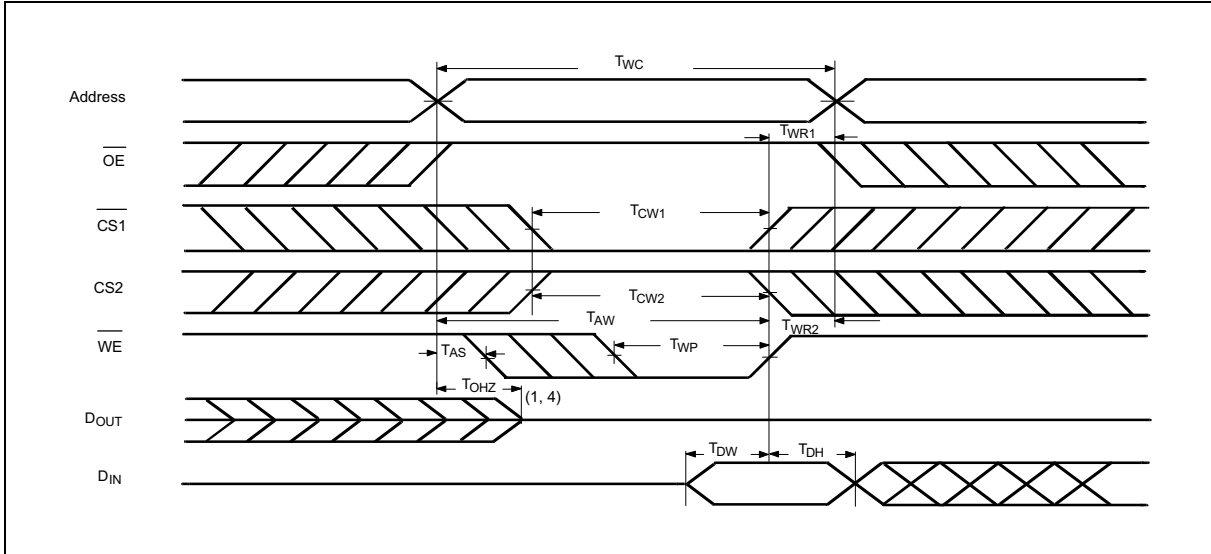 TWC
Address
TWR1
OE
TCW1
CS1
CS2
TCW2
TAW
TWR2
WE
TAS
TWP
TOHZ
(1, 4)
DOUT
TDW
TDH
DIN